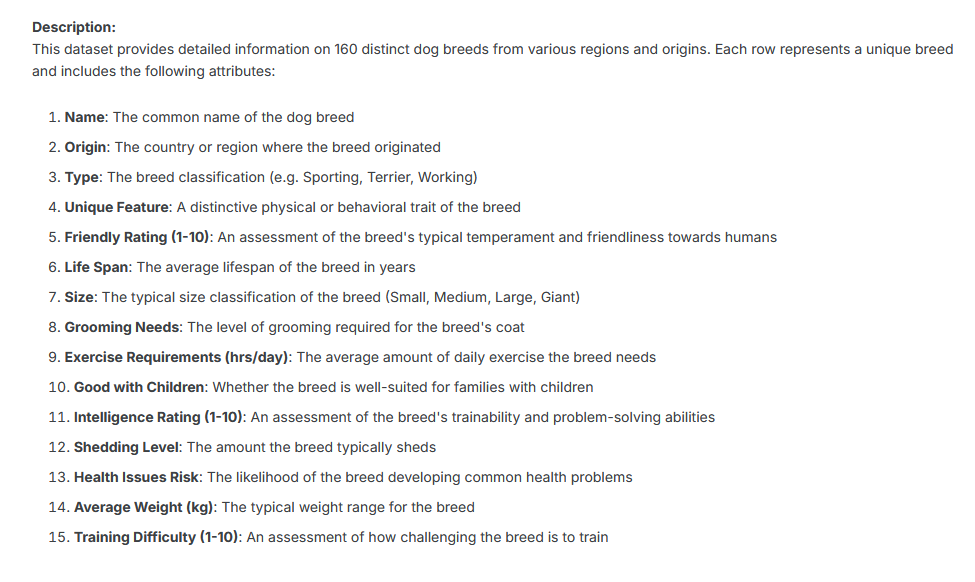 Description:
This dataset provides detailed information on 160 distinct dog breeds from various regions and origins. Each row represents a unique breed
and includes the following attributes:
1. Name: The common name of the dog breed
2. Origin: The country or region where the breed originated
3. Type: The breed classification (e.g. Sporting, Terrier, Working)
4. Unique Feature: A distinctive physical or behavioral trait of the breed
5. Friendly Rating (1-10): An assessment of the breed's typical temperament and friendliness towards humans
6. Life Span: The average lifespan of the breed in years
7. Size: The typical size classification of the breed (Small, Medium, Large, Giant)
8. Grooming Needs: The level of grooming required for the breed's coat
9. Exercise Requirements (hrs/day): The average amount of daily exercise the breed needs
10. Good with Children: Whether the breed is well-suited for families with children
11. Intelligence Rating (1-10): An assessment of the breed's trainability and problem-solving abilities
12. Shedding Level: The amount the breed typically sheds
13. Health Issues Risk: The likelihood of the breed developing common health problems
14. Average Weight (kg): The typical weight range for the breed
15. Training Difficulty (1-10): An assessment of how challenging the breed is to train